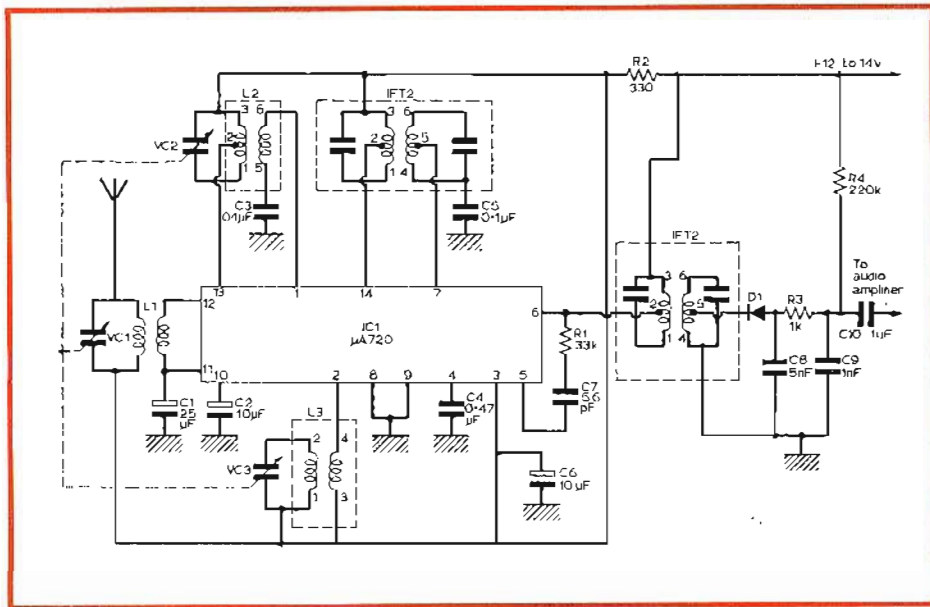 R2
330
+12 to 14V
L2
IFT2
3 6
2
1 5
VC2
3 6
2 5
1 4
C3
0·1µF
C5
0·1µF
R4
220k
IFT2
To
audio
amplifier
L1
VC1
13
1
14
7
12
11
IC1
µA720
6
R1
33k
3 6
2 5
1 4
D1
R3
1k
C10
1µF
C8
5nF
C9
1nF
10
2
8
9
4
3
5
C1
25
µF
C2
10µF
C4
0·47
µF
C7
5·6
pF
L3
VC3
2 4
1 3
C6
10µF